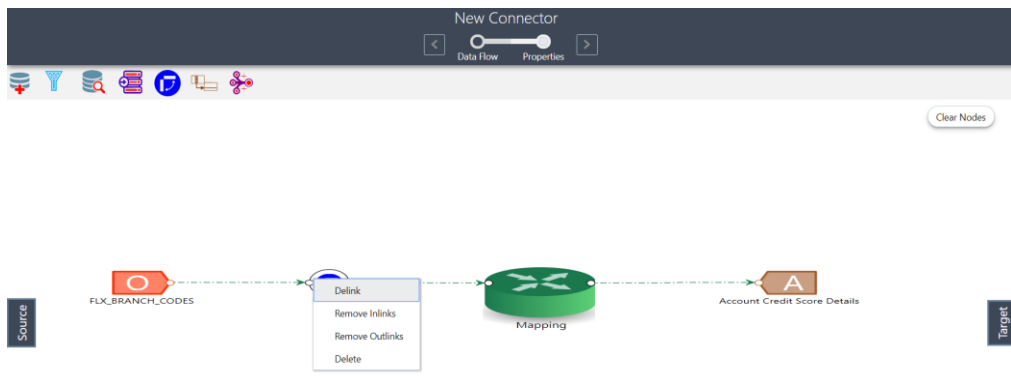 New Connector
<
>
Data Flow
Properties
Clear Nodes
O
FLX_BRANCH_CODES
Delink
Remove Inlinks
Remove Outlinks
Delete
Mapping
A
Account Credit Score Details
Source
Target